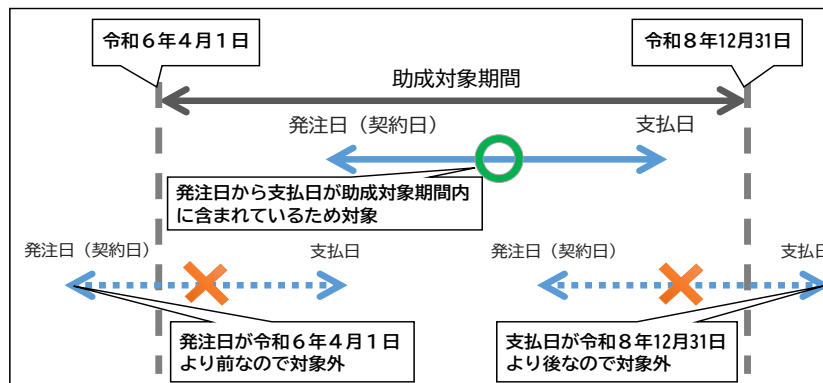 令和６年４月１日
令和８年12月31日
助成対象期間
発注日（契約日）
支払日
発注日から支払日が助成対象期間内
に含まれているため対象
発注日（契約日）
支払日
発注日（契約日）
支払日
発注日が令和６年４月１日
より前なので対象外
支払日が令和８年12月31日
より後なので対象外